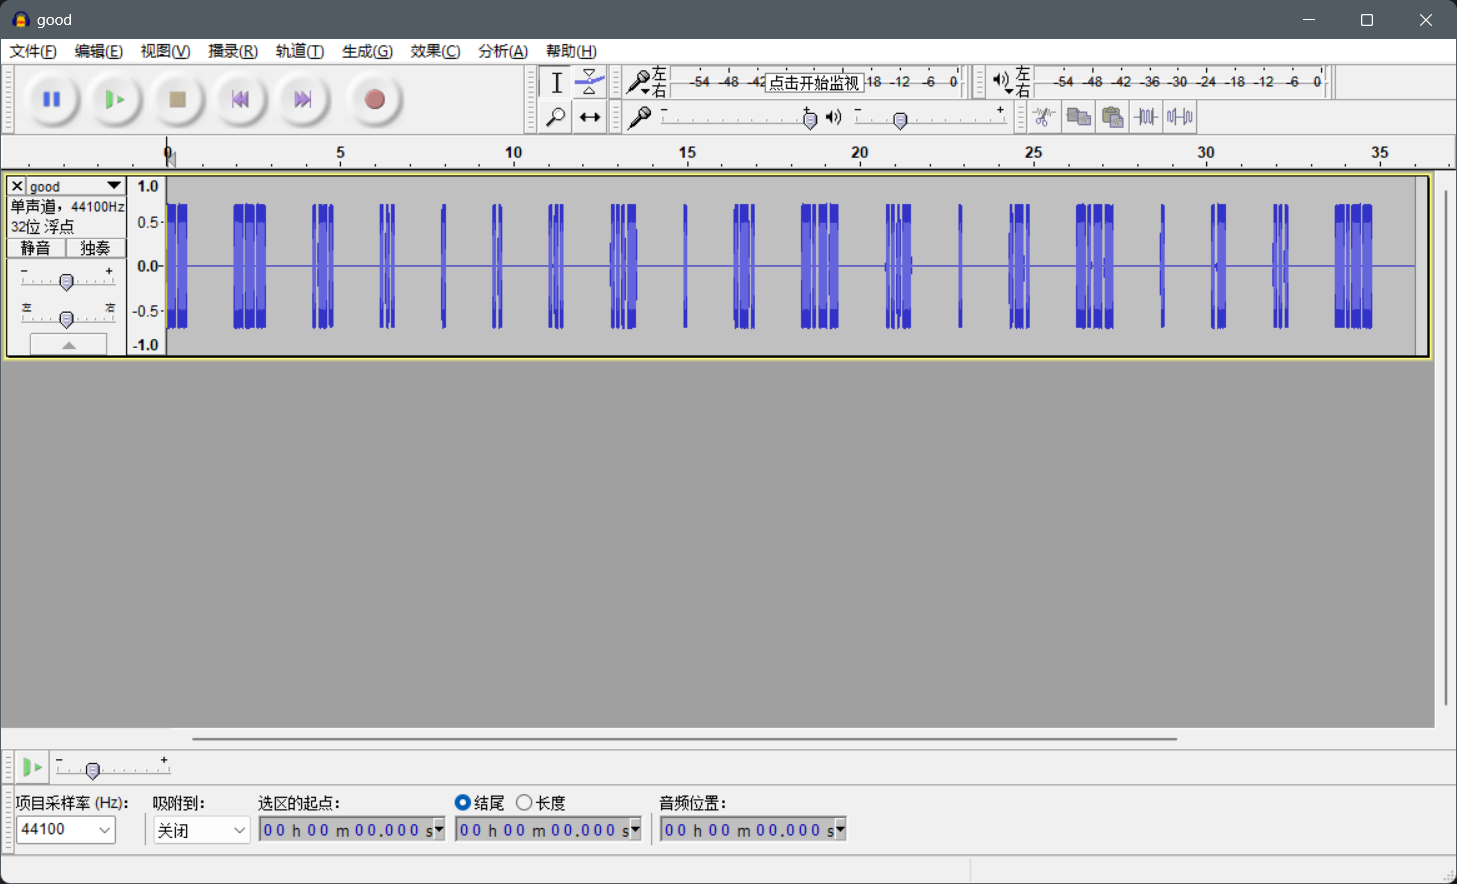 good
文件(F) 编辑(E) 视图(V) 播录(R) 轨道(T) 生成(G) 效果(C) 分析(A) 帮助(H)
左 右 -54 -48 -42 点击开始监视 18 -12 -6 0
左 右 -54 -48 -42 -36 -30 -24 -18 -12 -6 0
- + - +
0 5 10 15 20 25 30 35
good
单声道，44100Hz
32位 浮点
静音 独奏
- +
左 右
1.0
0.5-
0.0-
-0.5-
-1.0
- +
项目采样率 (Hz)： 吸附到： 选区的起点： 结尾 长度 音频位置：
44100 关闭 00 h 00 m 00.000 s 00 h 00 m 00.000 s 00 h 00 m 00.000 s